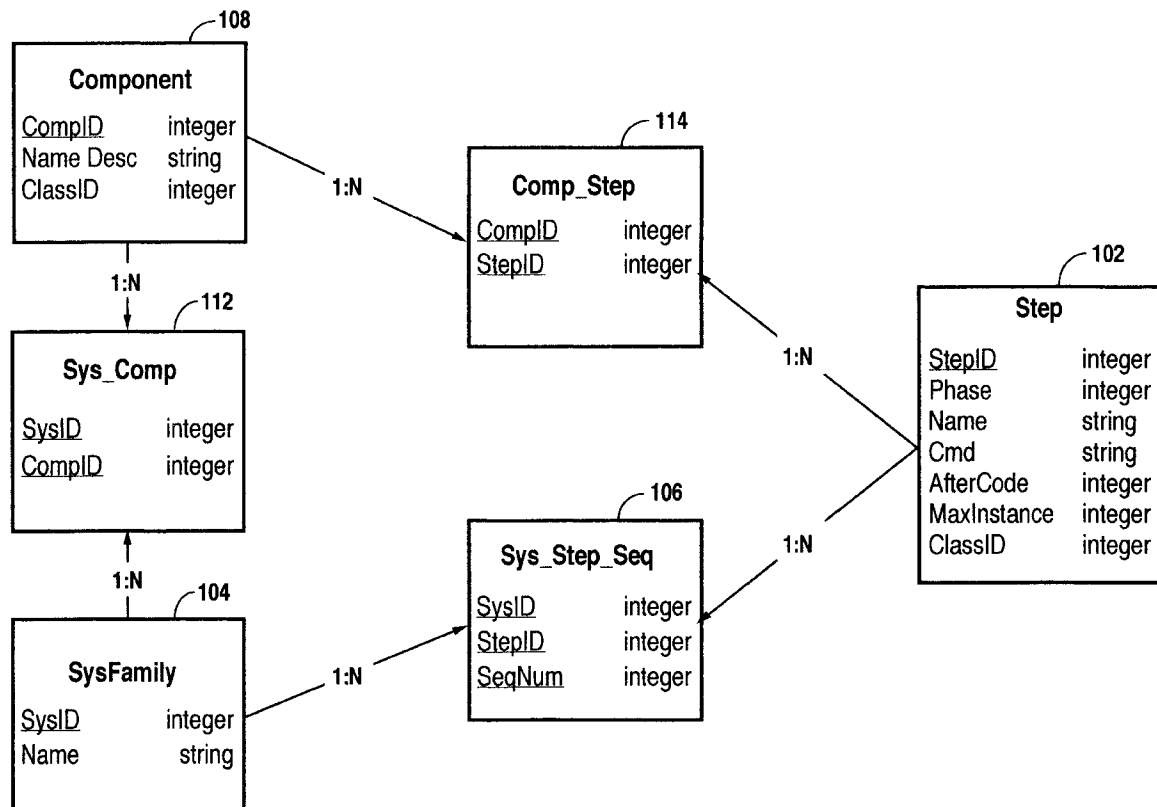 108
Component
CompID integer
Name Desc string
ClassID integer
1:N
114
Comp_Step
CompID integer
StepID integer
1:N
112
Sys_Comp
SysID integer
CompID integer
102
Step
StepID integer
Phase integer
Name string
Cmd string
AfterCode integer
MaxInstance integer
ClassID integer
1:N
1:N
106
Sys_Step_Seq
SysID integer
StepID integer
SeqNum integer
1:N
104
SysFamily
SysID integer
Name string
1:N